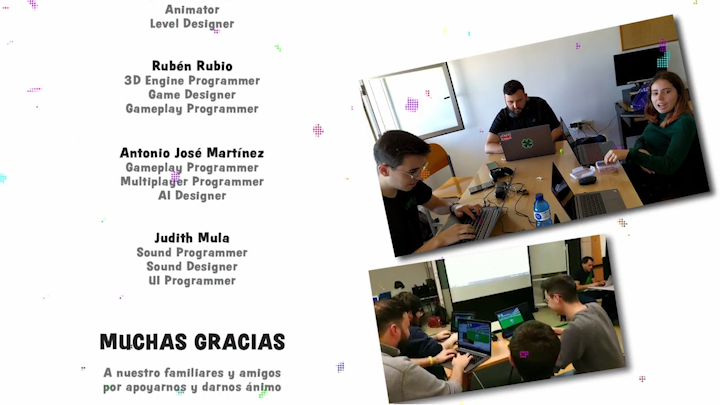 Animator
Level Designer
Rubén Rubio
3D Engine Programmer
Game Designer
Gameplay Programmer
Antonio José Martínez
Gameplay Programmer
Multiplayer Programmer
AI Designer
Judith Mula
Sound Programmer
Sound Designer
UI Programmer
MUCHAS GRACIAS
A nuestro familiares y amigos
por apoyarnos y darnos ánimo